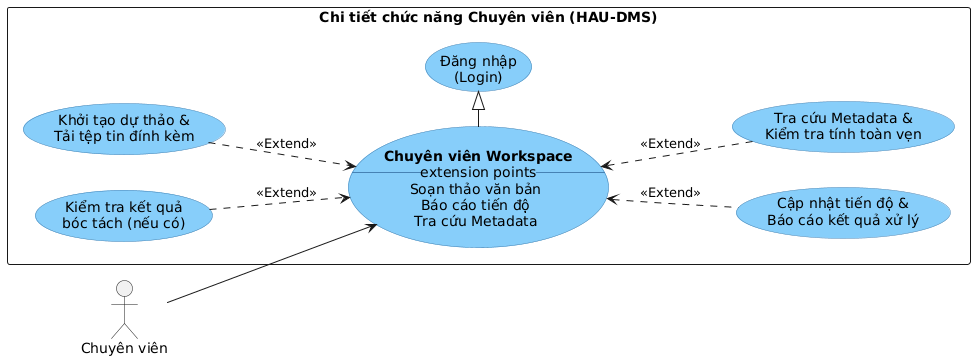 Chi tiết chức năng Chuyên viên (HAU-DMS)
Đăng nhập
(Login)
Khởi tạo dự thảo &
Tải tệp tin đính kèm
«Extend»
Tra cứu Metadata &
Kiểm tra tính toàn vẹn
«Extend»
Chuyên viên Workspace
extension points
Soạn thảo văn bản
Báo cáo tiến độ
Tra cứu Metadata
Kiểm tra kết quả
bóc tách (nếu có)
«Extend»
Cập nhật tiến độ &
Báo cáo kết quả xử lý
«Extend»
Chuyên viên